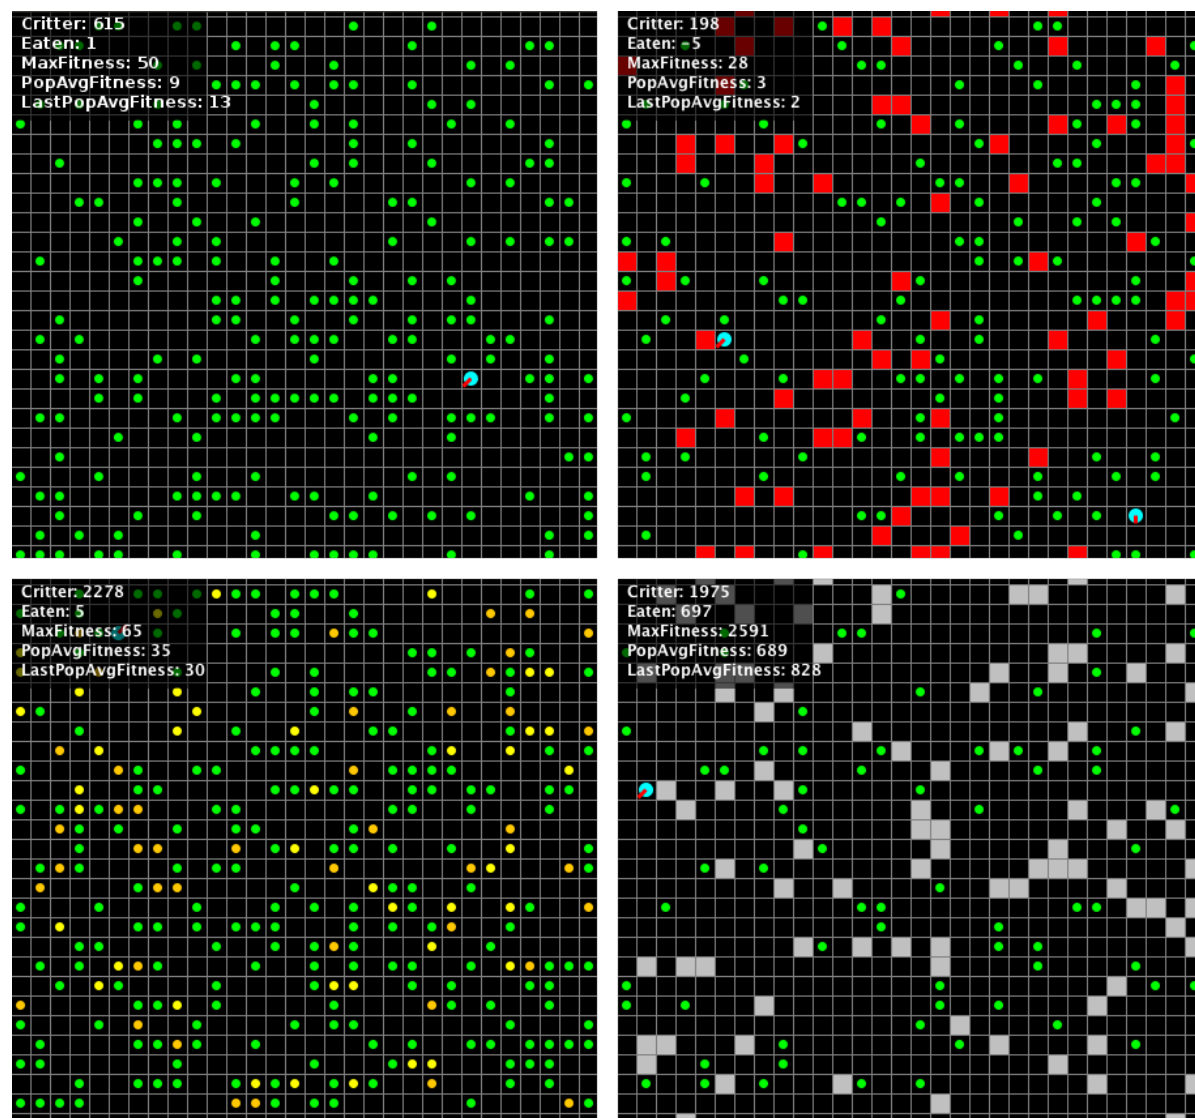 Critter: 615
Eaten: 1
MaxFitness: 50
PopAvgFitness: 9
LastPopAvgFitness: 13
Critter: 198
Eaten: -5
MaxFitness: 28
PopAvgFitness: 3
LastPopAvgFitness: 2
Critter: 2278
Eaten: 5
MaxFitness: 65
PopAvgFitness: 35
LastPopAvgFitness: 30
Critter: 1975
Eaten: 697
MaxFitness: 2591
PopAvgFitness: 689
LastPopAvgFitness: 828